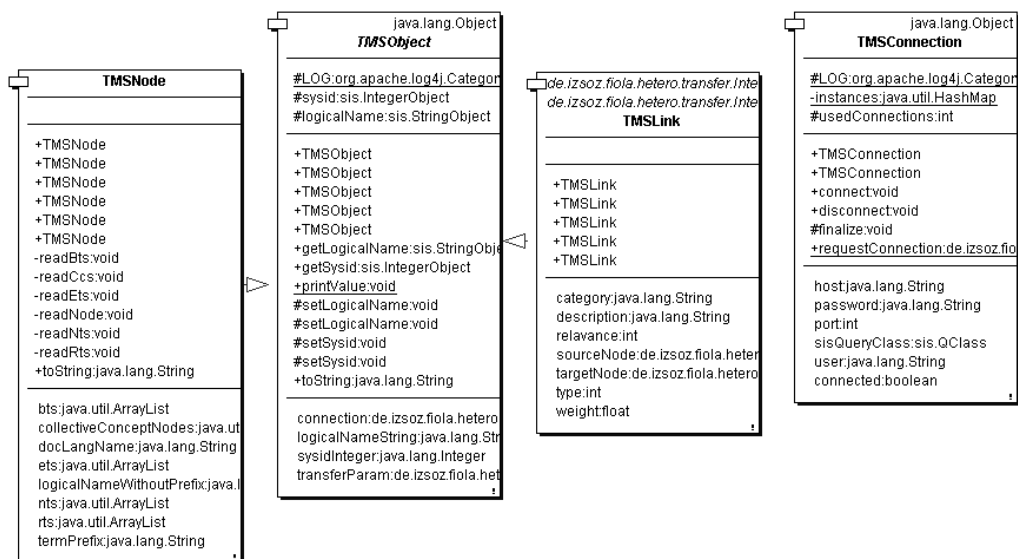 TMSNode
+TMSNode
+TMSNode
+TMSNode
+TMSNode
+TMSNode
+TMSNode
-readBts:void
-readCcs:void
-readEts:void
-readNode:void
-readNts:void
-readRts:void
+toString:java.lang.String
bts:java.util.ArrayList
collectiveConceptNodes:java.ut
docLangName:java.lang.String
ets:java.util.ArrayList
logicalNameWithoutPrefix:java.l
nts:java.util.ArrayList
rts:java.util.ArrayList
termPrefix:java.lang.String
java.lang.Object
TMSObject
#LOG:org.apache.log4j.Categor
#sysid:sis.IntegerObject
#logicalName:sis.StringObject
+TMSObject
+TMSObject
+TMSObject
+TMSObject
+TMSObject
+getLogicalName:sis.StringObje
+getSysid:sis.IntegerObject
+printValue:void
#setLogicalName:void
#setLogicalName:void
#setSysid:void
#setSysid:void
+toString:java.lang.String
connection:de.izsoz.fiola.hetero
logicalNameString:java.lang.Str
sysidInteger:java.lang.Integer
transferParam:de.izsoz.fiola.het
de.izsoz.fiola.hetero.transfer.Inte
de.izsoz.fiola.hetero.transfer.Inte
TMSLink
+TMSLink
+TMSLink
+TMSLink
+TMSLink
+TMSLink
category:java.lang.String
description:java.lang.String
relavance:int
sourceNode:de.izsoz.fiola.heter
targetNode:de.izsoz.fiola.hetero
type:int
weight:float
java.lang.Object
TMSConnection
#LOG:org.apache.log4j.Categor
-instances:java.util.HashMap
#usedConnections:int
+TMSConnection
+TMSConnection
+connect:void
+disconnect:void
#finalize:void
+requestConnection:de.izsoz.fio
host:java.lang.String
password:java.lang.String
port:int
sisQueryClass:sis.QClass
user:java.lang.String
connected:boolean